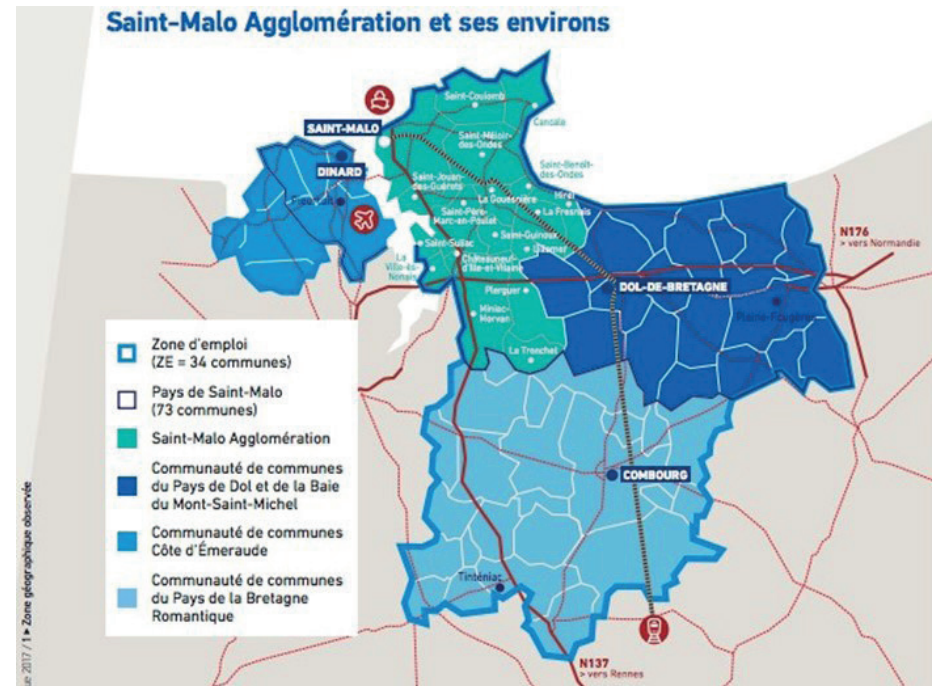 Saint-Malo Agglomération et ses environs
Saint-Coulomb
Cancale
SAINT-MALO
Saint-Méloir-
des-Ondes
DINARD
Saint-Benoît-
des-Ondes
Saint-Jouan-
des-Guérets
La Gouesnière
Hirel
La Fresnais
Saint-Père-
Marc-en-Poulet
Saint-Guinoux
Lillemer
Saint-Suliac
Châteauneuf-
d'Ille-et-Vilaine
La
Ville-ès-
Nonais
N176
> vers Normandie
Plerguer
DOL-DE-BRETAGNE
Pleine-Fougères
Miniac-
Morvan
La Tronchet
Zone d'emploi
(ZE = 34 communes)
Pays de Saint-Malo
(73 communes)
Saint-Malo Agglomération
Communauté de communes
du Pays de Dol et de la Baie
du Mont-Saint-Michel
Communauté de communes
Côte d'Émeraude
Communauté de communes
du Pays de la Bretagne
Romantique
COMBOURG
Tinténiac
N137
> vers Rennes
ue 2017 / 1 ▸ Zone géographique observée